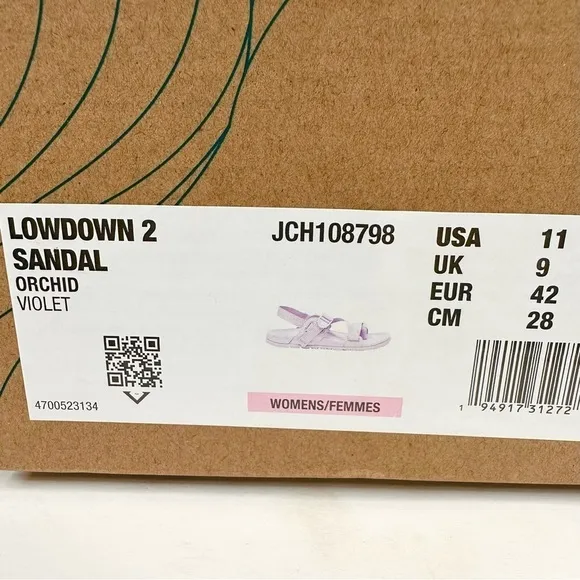 LOWDOWN 2
SANDAL
ORCHID
VIOLET
4700523134
JCH108798
WOMENS/FEMMES
USA 11
UK 9
EUR 42
CM 28
1 94917 31272